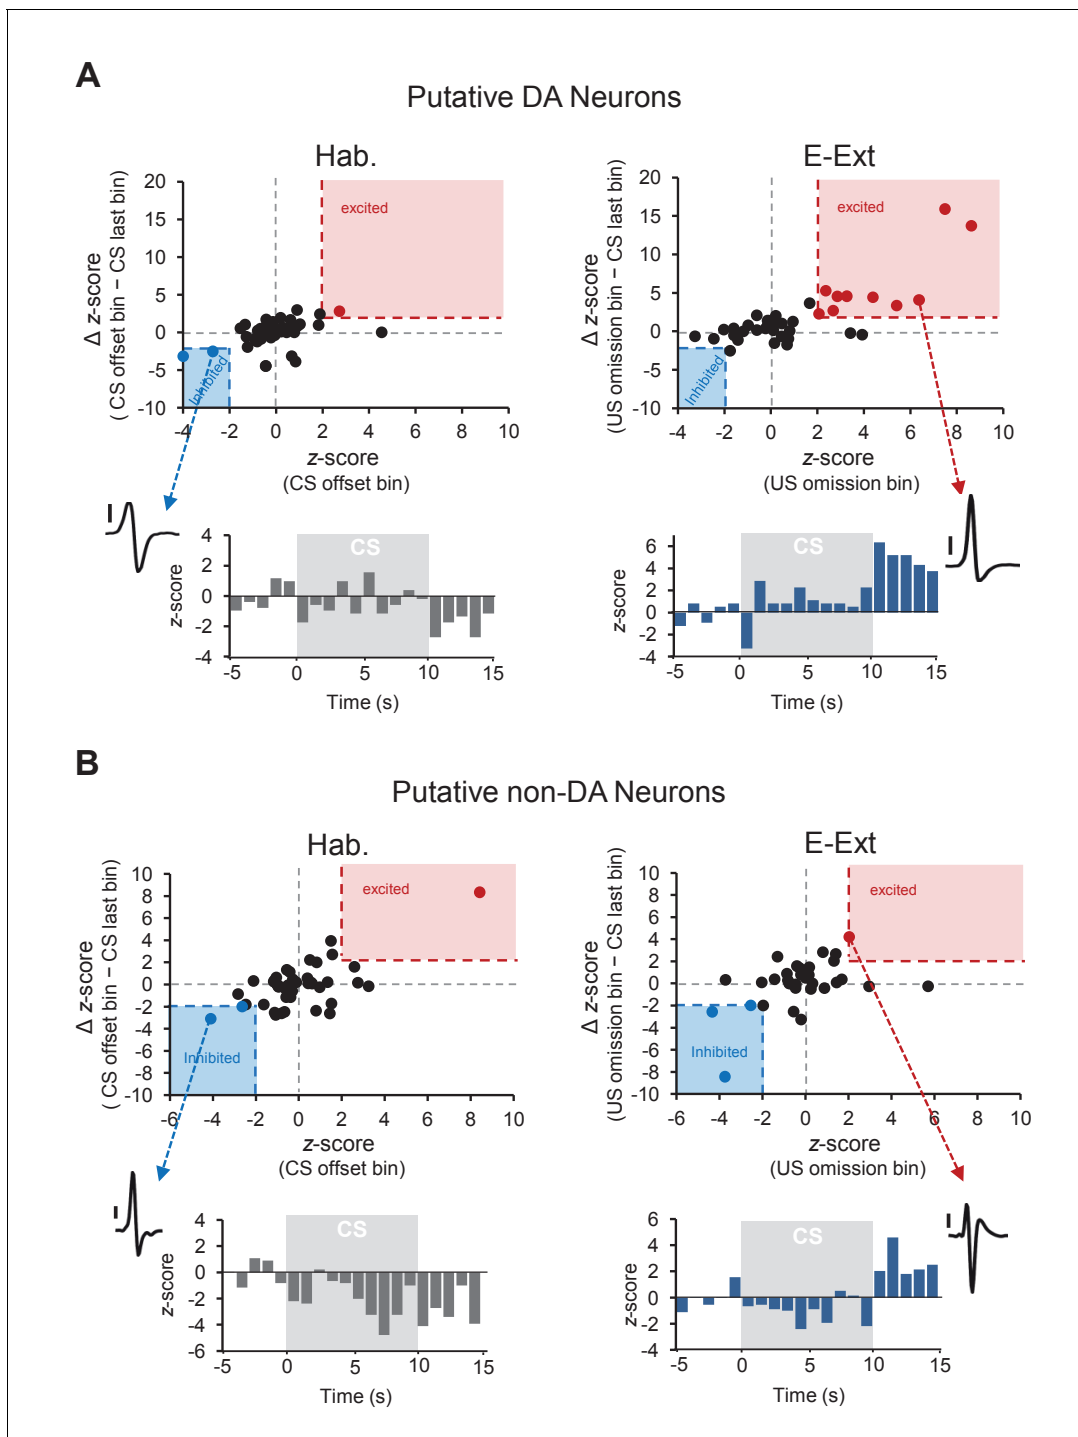 A
Putative DA Neurons
Hab.
E-Ext
Δ z-score
( CS offset bin − CS last bin)
20
15
10
5
0
-5
-10
excited
Inhibited
-4
-2
0
2
4
6
8
10
z-score
(CS offset bin)
Δ z-score
(US omission bin − CS last bin)
20
15
10
5
0
-5
-10
excited
Inhibited
-4
-2
0
2
4
6
8
10
z-score
(US omission bin)
z-score
4
2
0
-2
-4
CS
-5
0
5
10
15
Time (s)
z-score
6
4
2
0
-2
-4
CS
-5
0
5
10
15
Time (s)
B
Putative non-DA Neurons
Hab.
E-Ext
Δ z-score
( CS offset bin − CS last bin)
10
8
6
4
2
0
-2
-4
-6
-8
-10
excited
Inhibited
-6
-4
-2
0
2
4
6
8
10
z-score
(CS offset bin)
Δ z-score
(US omission bin − CS last bin)
10
8
6
4
2
0
-2
-4
-6
-8
-10
excited
Inhibited
-6
-4
-2
0
2
4
6
8
10
z-score
(US omission bin)
z-score
4
2
0
-2
-4
-6
CS
-5
0
5
10
15
Time (s)
z-score
6
4
2
0
-2
-4
CS
-5
0
5
10
15
Time (s)